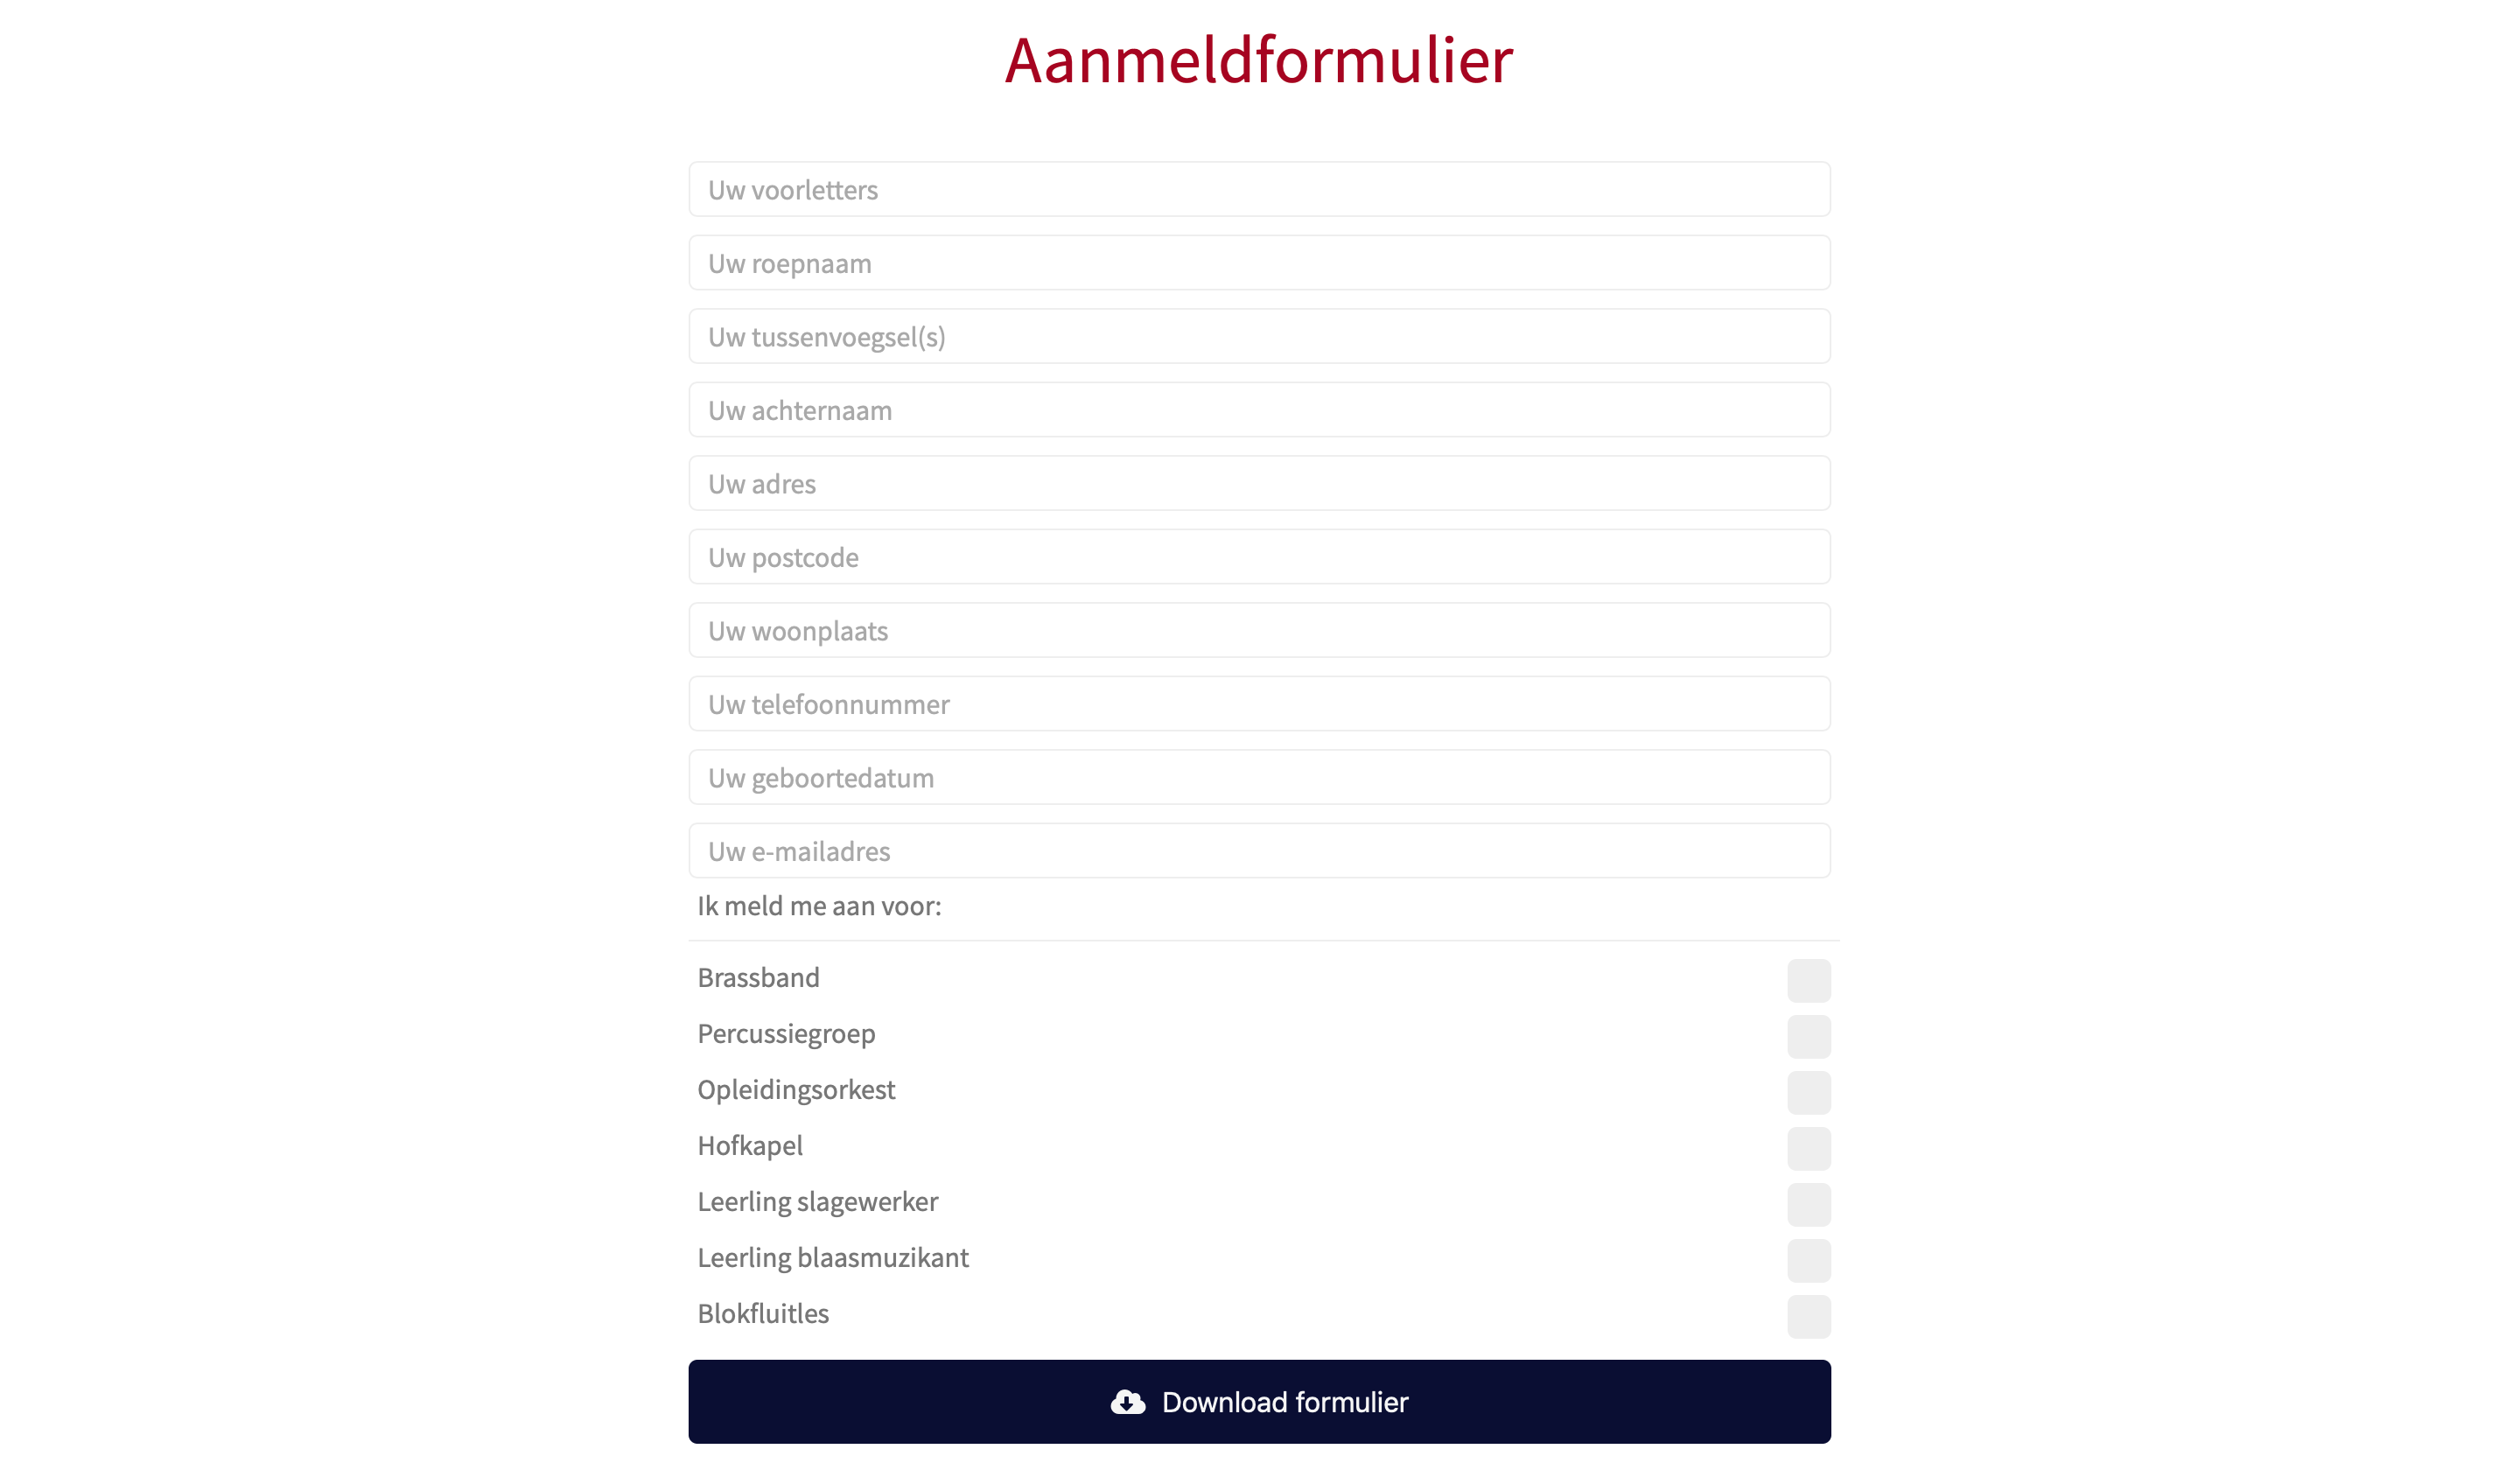 Aanmeldformulier
Uw voorletters
Uw roepnaam
Uw tussenvoegsel(s)
Uw achternaam
Uw adres
Uw postcode
Uw woonplaats
Uw telefoonnummer
Uw geboortedatum
Uw e-mailadres
Ik meld me aan voor:
Brassband
Percussiegroep
Opleidingsorkest
Hofkapel
Leerling slagewerker
Leerling blaasmuzikant
Blokfluitles
Download formulier